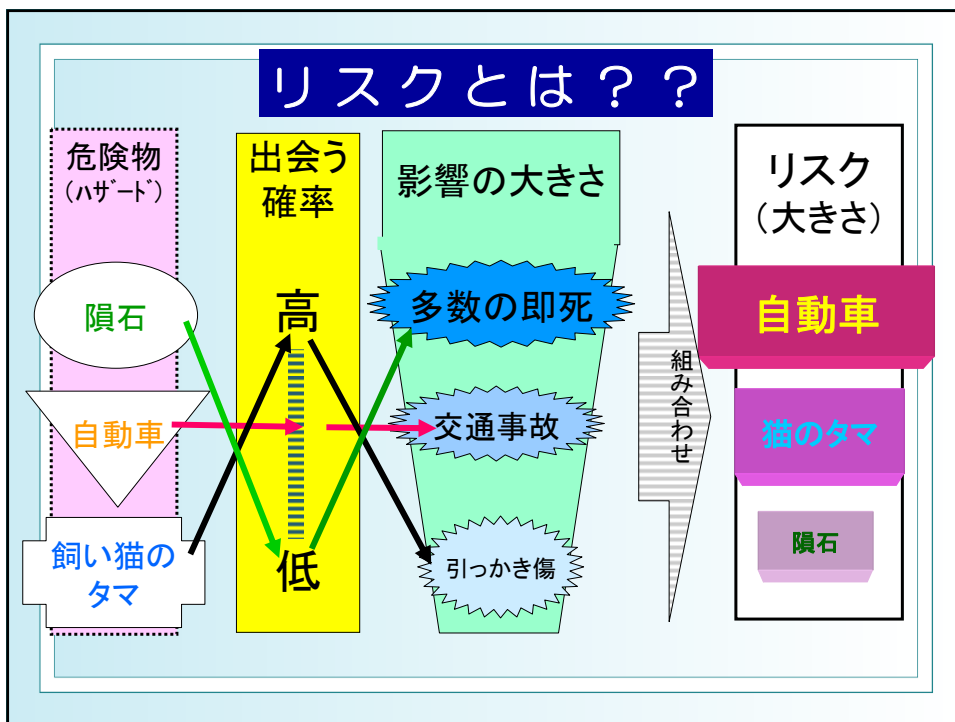 リスクとは？？
危険物
（ﾊｻﾞｰﾄﾞ）
隕石
自動車
飼い猫の
タマ
出会う
確率
高
低
影響の大きさ
多数の即死
交通事故
引っかき傷
組み合わせ
リスク
（大きさ）
自動車
猫のタマ
隕石